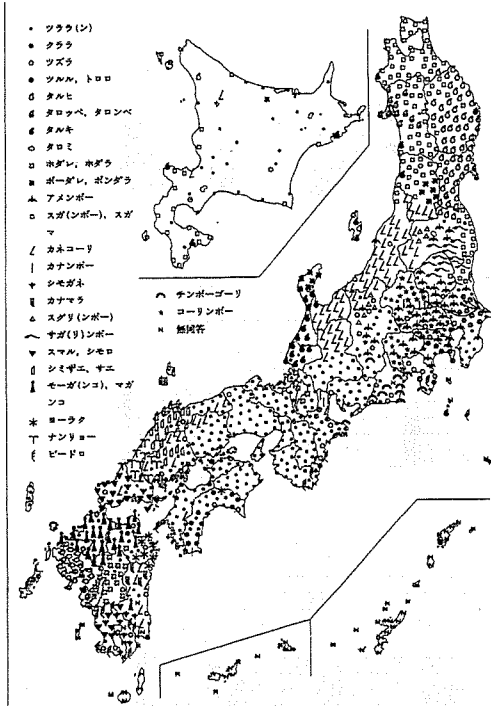 ツララ(ン)
クララ
ツズラ
ツルル, トロロ
タルヒ
タロッペ, タロンペ
タルキ
タロミ
ホダレ, ホダラ
ボーダレ, ボンダラ
アメンボー
スガ(ンボー), スガ
マ
カネコーリ
カナンボー
シモガネ
カナマラ
スグリ(ンボー)
サガ(リ)ンボー
スマル, シモロ
シミザエ, サエ
モーガ(ンコ), マガ
ンコ
ヨーラク
ナンリョー
ビードロ
チンボーゴーリ
コーリンボー
無回答